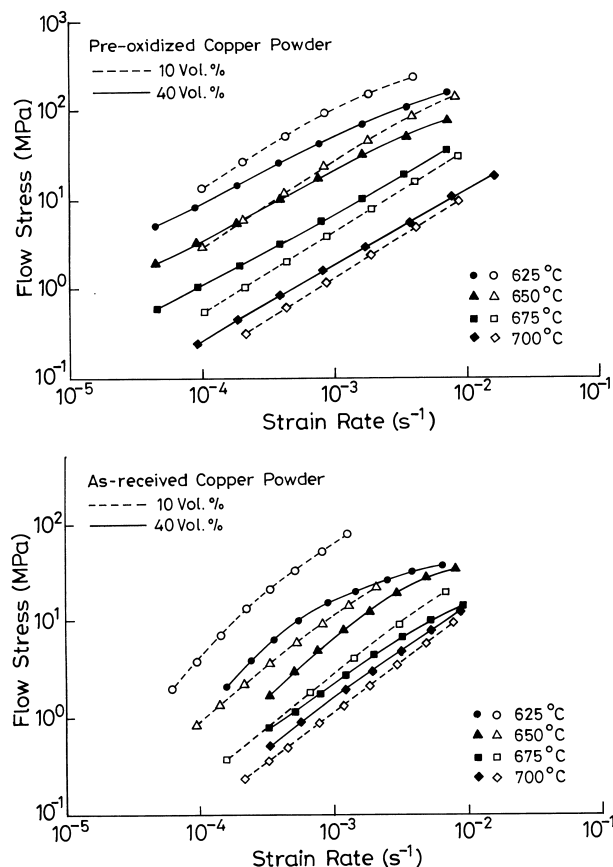 10³
Pre-oxidized Copper Powder
10 Vol.%
40 Vol.%
10²
10¹
10⁰
10⁻¹
Flow Stress (MPa)
625 °C
650 °C
675 °C
700 °C
10⁻⁵ 10⁻⁴ 10⁻³ 10⁻² 10⁻¹
Strain Rate (s⁻¹)
As-received Copper Powder
10 Vol.%
40 Vol.%
10²
10¹
10⁰
10⁻¹
Flow Stress (MPa)
625 °C
650 °C
675 °C
700 °C
10⁻⁵ 10⁻⁴ 10⁻³ 10⁻² 10⁻¹
Strain Rate (s⁻¹)